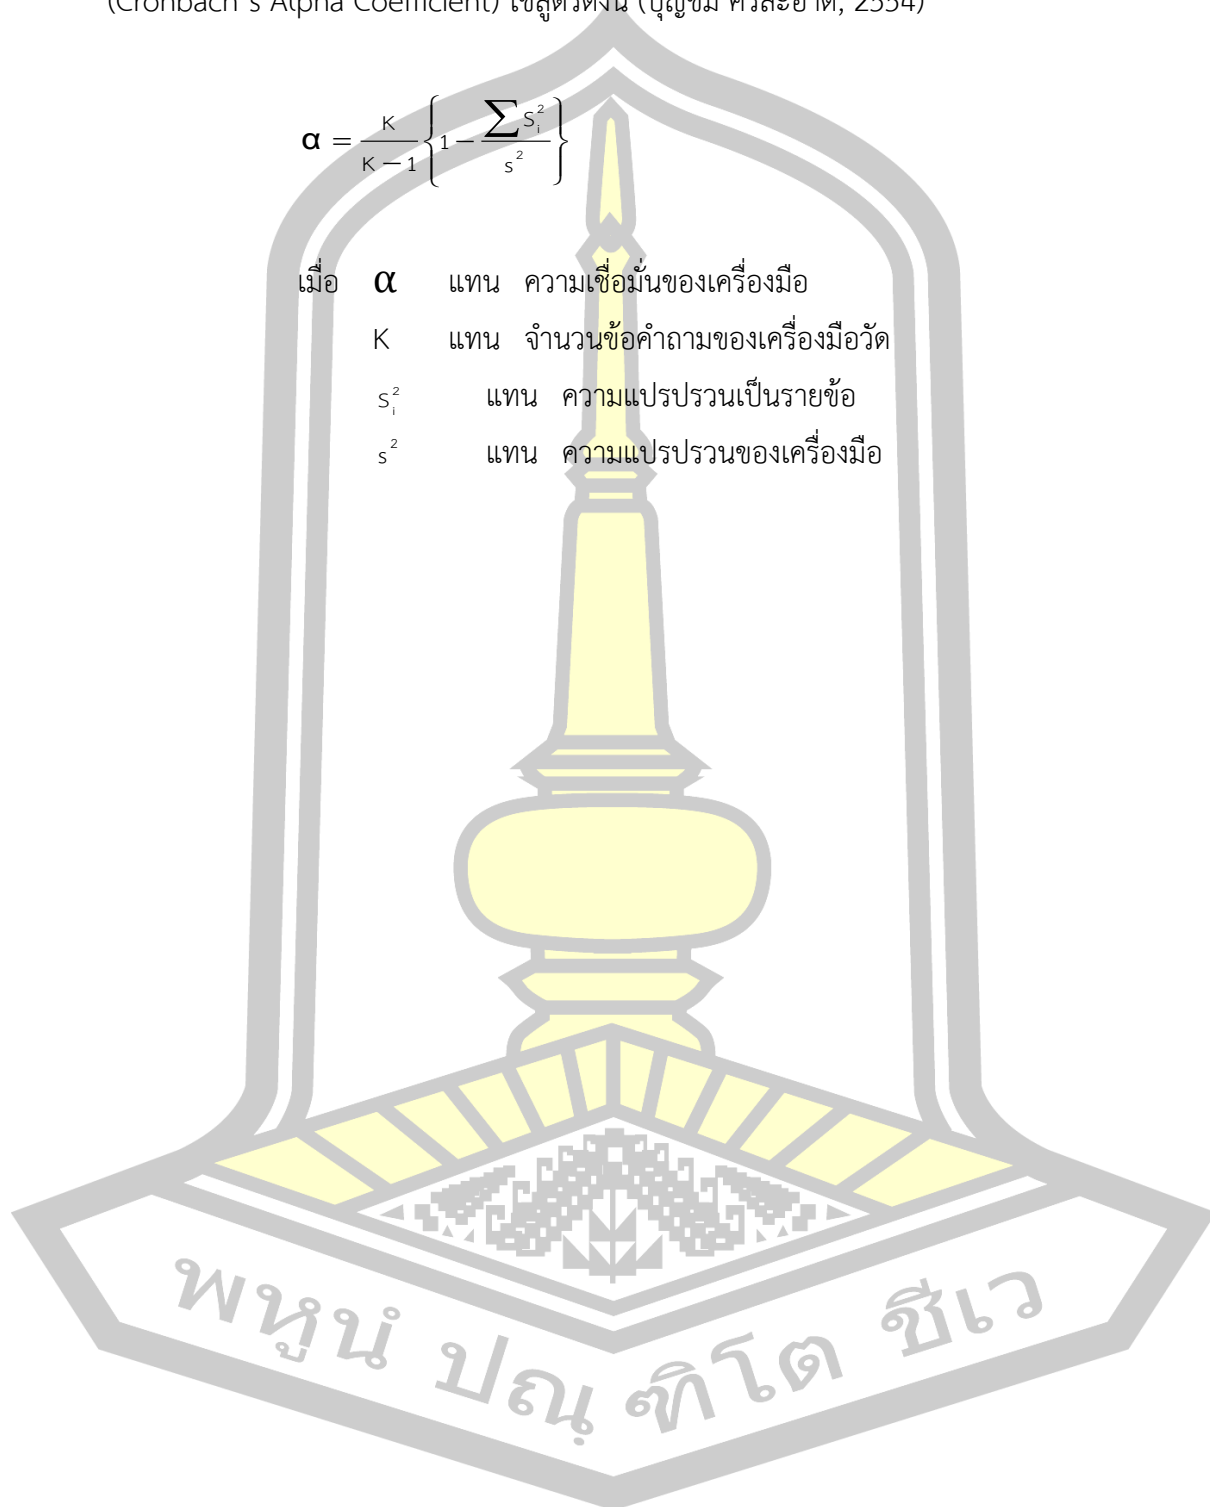 (Cronbach's Alpha Coefficient) ใช้สูตรดังนี้ (บุญชม ศรีสะอาด, 2554)
α = K / (K − 1) { 1 − ∑S_i^2 / s^2 }
เมื่อ α แทน ความเชื่อมั่นของเครื่องมือ
K แทน จำนวนข้อคำถามของเครื่องมือวัด
S_i^2 แทน ความแปรปรวนเป็นรายข้อ
s^2 แทน ความแปรปรวนของเครื่องมือ
พหูนํ ปณฺฑิโต ชีเว